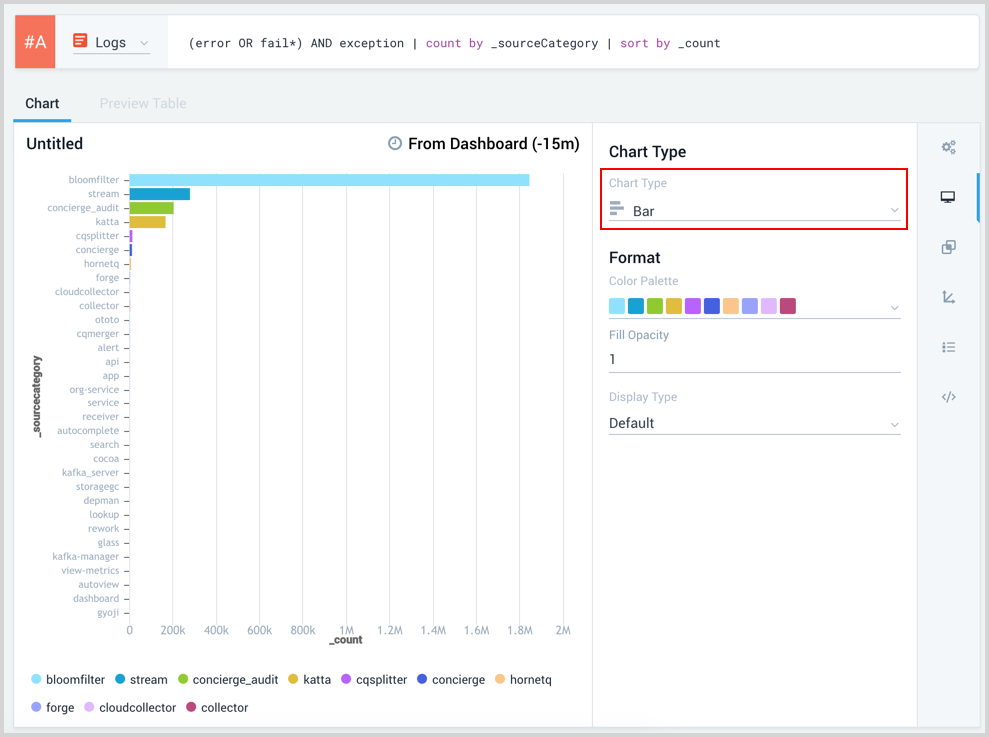 #A Logs (error OR fail*) AND exception | count by _sourceCategory | sort by _count
Chart Preview Table
Untitled From Dashboard (-15m)
bloomfilter
stream
concierge_audit
katta
cqsplitter
concierge
hornetq
forge
cloudcollector
collector
ototo
cqmerger
alert
api
app
org-service
service
receiver
autocomplete
search
cocoa
kafka_server
storagegc
depman
lookup
rework
glass
kafka-manager
view-metrics
autoview
dashboard
gyoji
_sourcecategory
0 200k 400k 600k 800k 1M 1.2M 1.4M 1.6M 1.8M 2M
_count
bloomfilter stream concierge_audit katta cqsplitter concierge hornetq
forge cloudcollector collector
Chart Type
Chart Type
Bar
Format
Color Palette
Fill Opacity
1
Display Type
Default